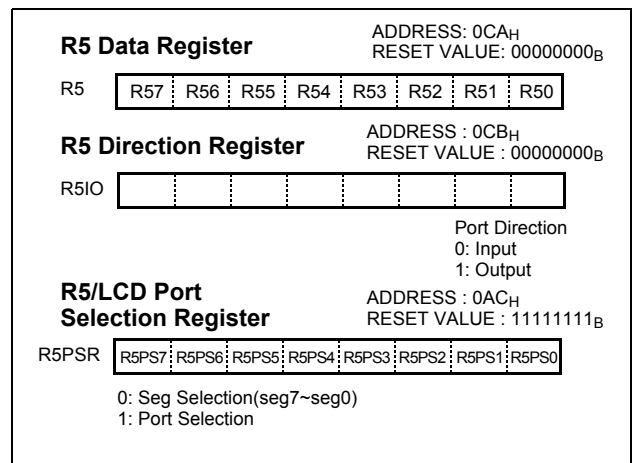 R5 Data Register
ADDRESS: 0CAH
RESET VALUE: 00000000B
R5 R57 R56 R55 R54 R53 R52 R51 R50
R5 Direction Register
ADDRESS : 0CBH
RESET VALUE : 00000000B
R5IO
Port Direction
0: Input
1: Output
R5/LCD Port
Selection Register
ADDRESS : 0ACH
RESET VALUE : 11111111B
R5PSR R5PS7 R5PS6 R5PS5 R5PS4 R5PS3 R5PS2 R5PS1 R5PS0
0: Seg Selection(seg7~seg0)
1: Port Selection